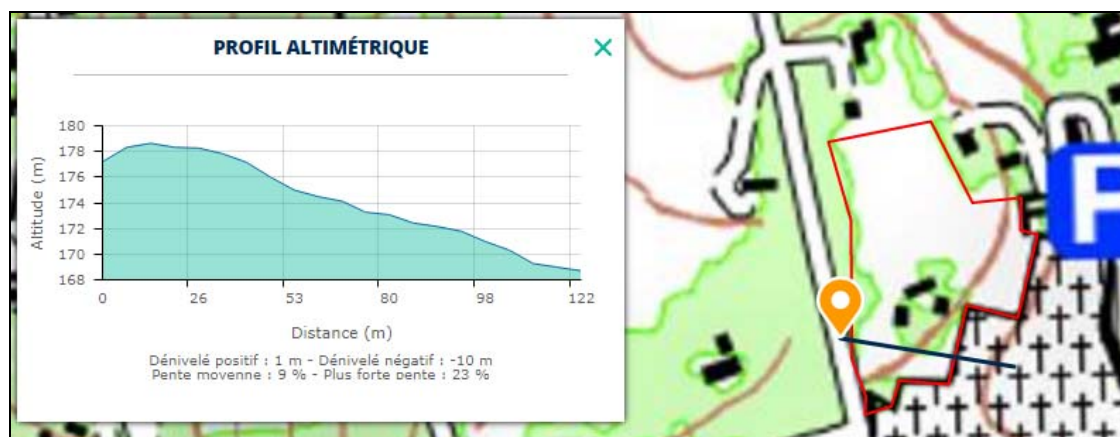 PROFIL ALTIMÉTRIQUE
Altitude (m)
180
178
176
174
172
170
168
0 26 53 80 98 122
Distance (m)
Dénivelé positif : 1 m - Dénivelé négatif : -10 m
Pente moyenne : 9 % - Plus forte pente : 23 %
P